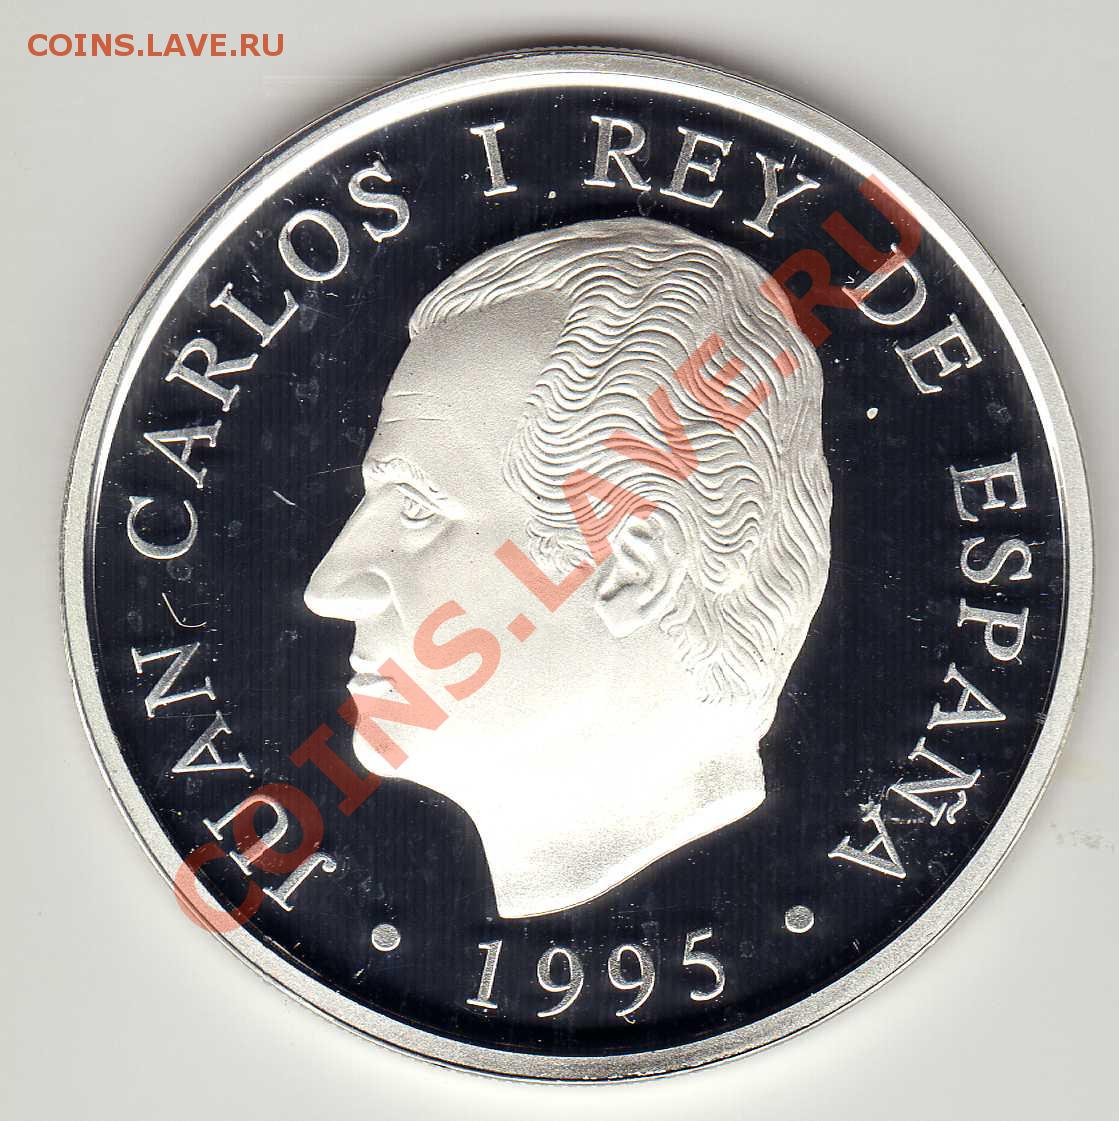 COINS.LAVE.RU
JUAN CARLOS I REY DE ESPAÑA
• 1995 •
COINS.LAVE.RU